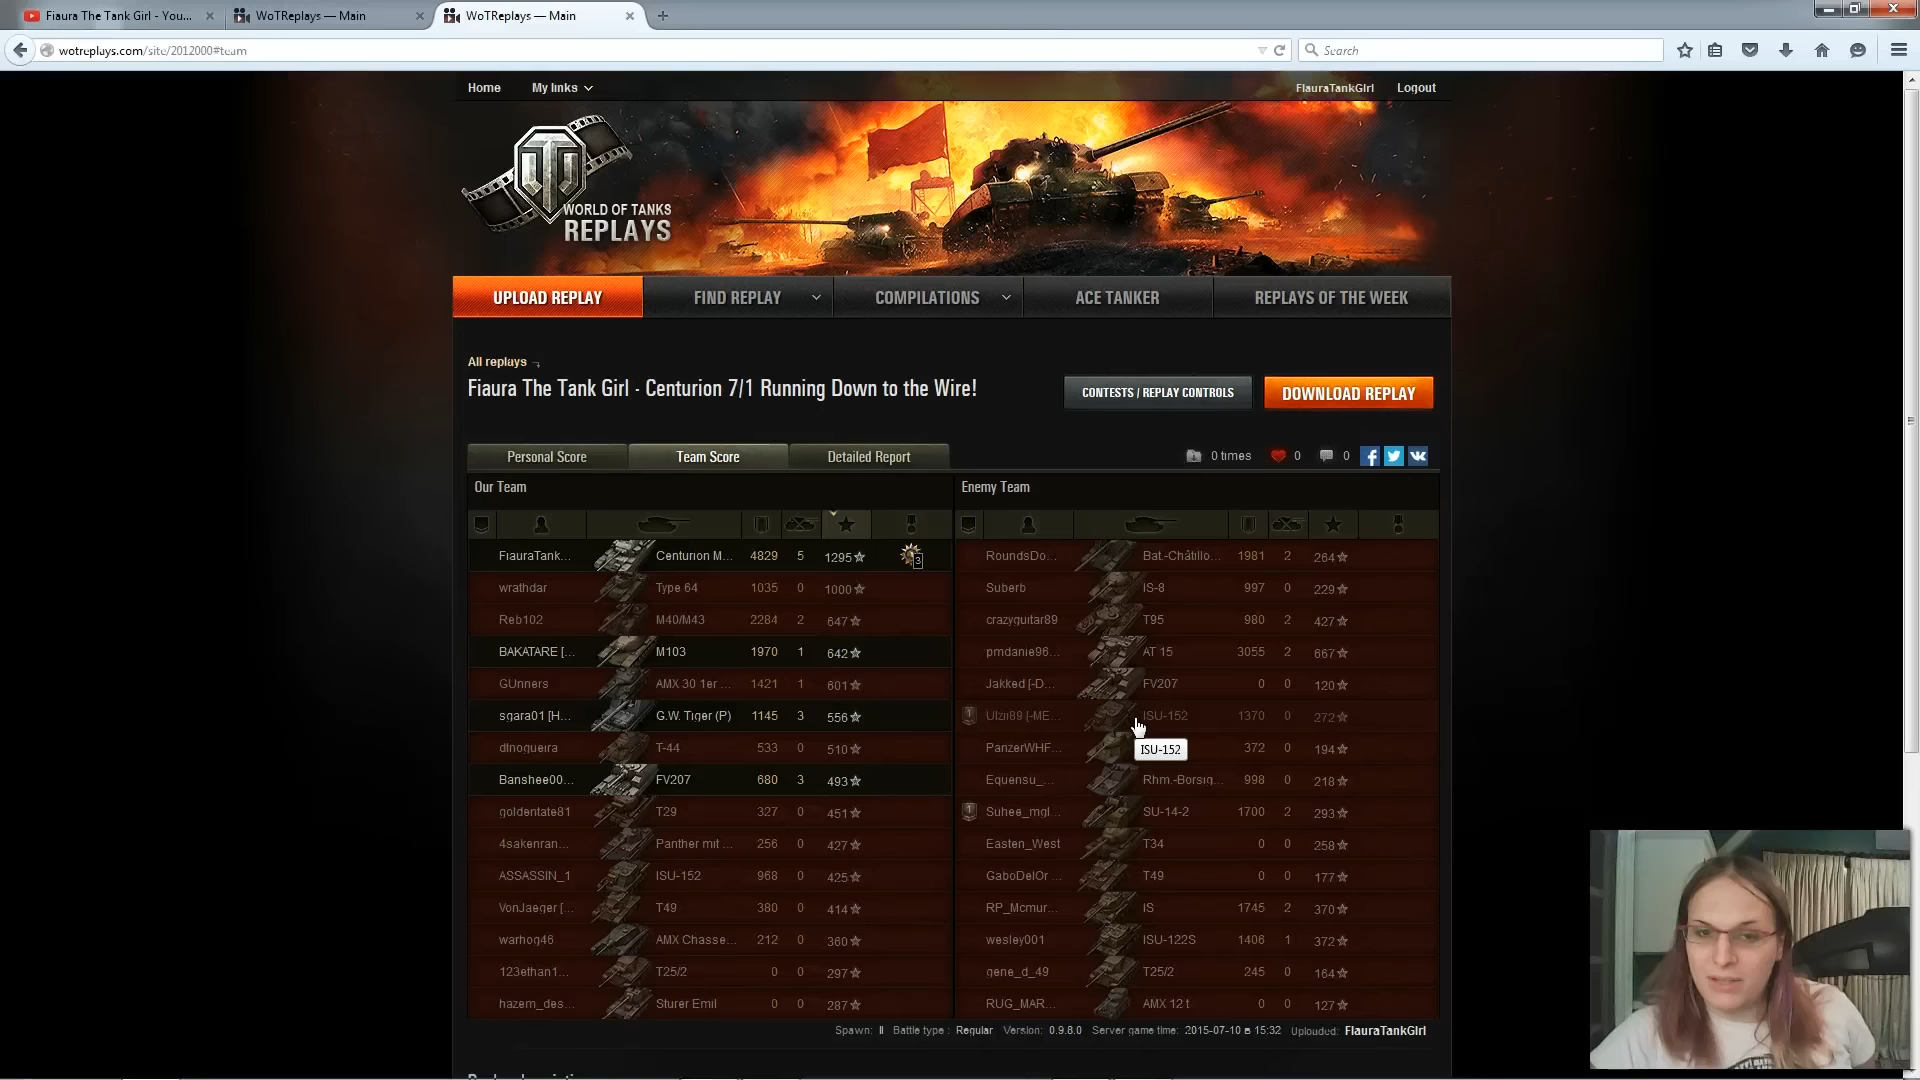 Fiaura The Tank Girl - You...
WoTReplays — Main
WoTReplays — Main
wotreplays.com/site/2012000#team
Search
Home My links FiauraTankGirl Logout
WORLD OF TANKS
REPLAYS
UPLOAD REPLAY FIND REPLAY COMPILATIONS ACE TANKER REPLAYS OF THE WEEK
All replays
Fiaura The Tank Girl - Centurion 7/1 Running Down to the Wire!
CONTESTS / REPLAY CONTROLS DOWNLOAD REPLAY
Personal Score Team Score Detailed Report 0 times 0 0
Our Team Enemy Team
FiauraTank... Centurion M... 4829 5 1295 3 RoundsDo... Bat.-Châtillo... 1981 2 264
wrathdar Type 64 1035 0 1000 Suberb IS-8 997 0 229
Reb102 M40/M43 2284 2 647 crazyguitar89 T95 980 2 427
BAKATARE [... M103 1970 1 642 pmdanie96... AT 15 3055 2 667
GUnners AMX 30 1er ... 1421 1 601 Jakked [-D... FV207 0 0 120
sgara01 [H... G.W. Tiger (P) 1145 3 556 1 Ulzii89 [-ME... ISU-152 1370 0 272
dlnogueira T-44 533 0 510 PanzerWHF... ISU-152 372 0 194
Banshee00... FV207 680 3 493 Equensu_... Rhm.-Borsig... 998 0 218
goldentate81 T29 327 0 451 1 Suhee_mgl... SU-14-2 1700 2 293
4sakenran... Panther mit ... 256 0 427 Easten_West T34 0 0 258
ASSASSIN_1 ISU-152 968 0 425 GaboDelOr ... T49 0 0 177
VonJaeger [... T49 380 0 414 RP_Mcmur... IS 1745 2 370
warhog46 AMX Chasse... 212 0 360 wesley001 ISU-122S 1406 1 372
123ethan1... T25/2 0 0 297 gene_d_49 T25/2 245 0 164
hazem_des... Sturer Emil 0 0 287 RUG_MAR... AMX 12 t 0 0 127
Spawn: II Battle type : Regular Version: 0.9.8.0 Server game time: 2015-07-10 в 15:32 Uploaded: FiauraTankGirl